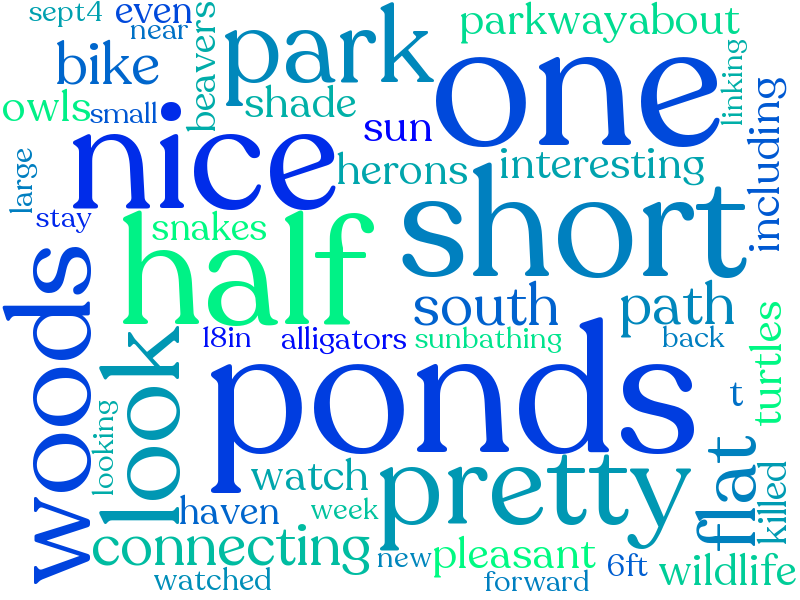 sept4
even
near
beavers
park
parkwayabout
bike
shade
one
linking
owls
small
sun
nice
herons
interesting
including
large
stay
snakes
half
short
woods
south
path
18in
alligators
sunbathing
back
turtles
look
ponds
t
looking
watch
pretty
flat
killed
haven
week
connecting
new
pleasant
6ft
wildlife
watched
forward